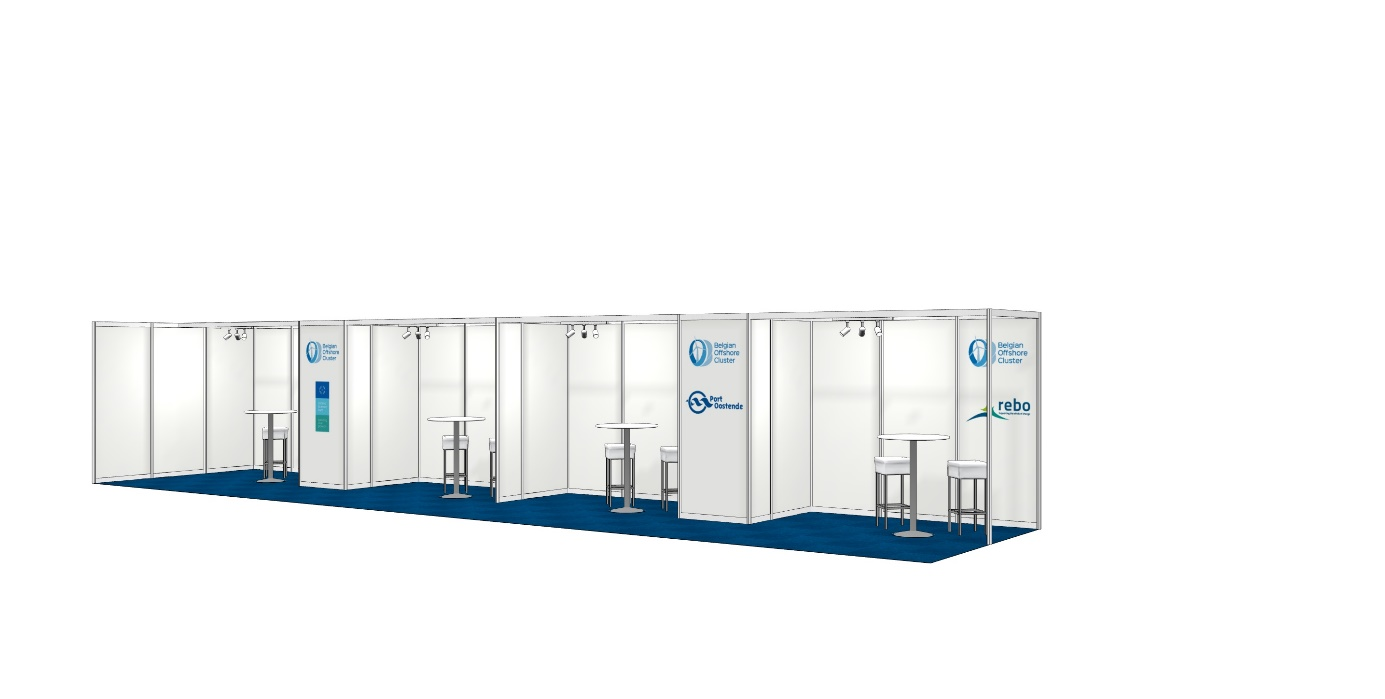 Belgian
Offshore
Cluster
Belgian
Offshore
Cluster
Port
Oostende
Belgian
Offshore
Cluster
rebo